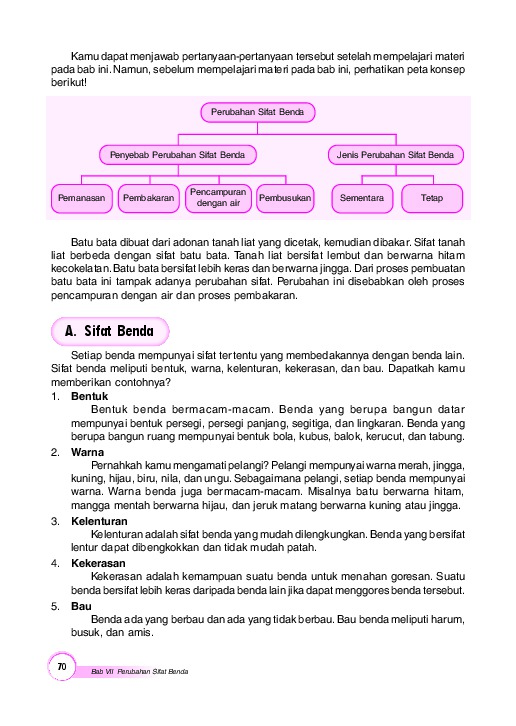 Kamu dapat menjawab pertanyaan-pertanyaan tersebut setelah mempelajari materi
pada bab ini. Namun, sebelum mempelajari materi pada bab ini, perhatikan peta konsep
berikut!
Perubahan Sifat Benda
Penyebab Perubahan Sifat Benda
Jenis Perubahan Sifat Benda
Pemanasan
Pembakaran
Pencampuran
dengan air
Pembusukan
Sementara
Tetap
Batu bata dibuat dari adonan tanah liat yang dicetak, kemudian dibakar. Sifat tanah
liat berbeda dengan sifat batu bata. Tanah liat bersifat lembut dan berwarna hitam
kecokelatan. Batu bata bersifat lebih keras dan berwarna jingga. Dari proses pembuatan
batu bata ini tampak adanya perubahan sifat. Perubahan ini disebabkan oleh proses
pencampuran dengan air dan proses pembakaran.
A. Sifat Benda
Setiap benda mempunyai sifat tertentu yang membedakannya dengan benda lain.
Sifat benda meliputi bentuk, warna, kelenturan, kekerasan, dan bau. Dapatkah kamu
memberikan contohnya?
1. Bentuk
Bentuk benda bermacam-macam. Benda yang berupa bangun datar
mempunyai bentuk persegi, persegi panjang, segitiga, dan lingkaran. Benda yang
berupa bangun ruang mempunyai bentuk bola, kubus, balok, kerucut, dan tabung.
2. Warna
Pernahkah kamu mengamati pelangi? Pelangi mempunyai warna merah, jingga,
kuning, hijau, biru, nila, dan ungu. Sebagaimana pelangi, setiap benda mempunyai
warna. Warna benda juga bermacam-macam. Misalnya batu berwarna hitam,
mangga mentah berwarna hijau, dan jeruk matang berwarna kuning atau jingga.
3. Kelenturan
Kelenturan adalah sifat benda yang mudah dilengkungkan. Benda yang bersifat
lentur dapat dibengkokkan dan tidak mudah patah.
4. Kekerasan
Kekerasan adalah kemampuan suatu benda untuk menahan goresan. Suatu
benda bersifat lebih keras daripada benda lain jika dapat menggores benda tersebut.
5. Bau
Benda ada yang berbau dan ada yang tidak berbau. Bau benda meliputi harum,
busuk, dan amis.
70
Bab VII Perubahan Sifat Benda